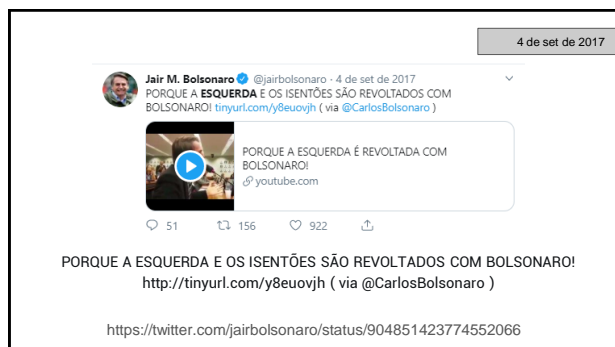 4 de set de 2017
Jair M. Bolsonaro @jairbolsonaro · 4 de set de 2017
PORQUE A ESQUERDA E OS ISENTÕES SÃO REVOLTADOS COM
BOLSONARO! tinyurl.com/y8euovjh ( via @CarlosBolsonaro )
PORQUE A ESQUERDA É REVOLTADA COM
BOLSONARO!
youtube.com
51 156 922
PORQUE A ESQUERDA E OS ISENTÕES SÃO REVOLTADOS COM BOLSONARO!
http://tinyurl.com/y8euovjh ( via @CarlosBolsonaro )
https://twitter.com/jairbolsonaro/status/904851423774552066